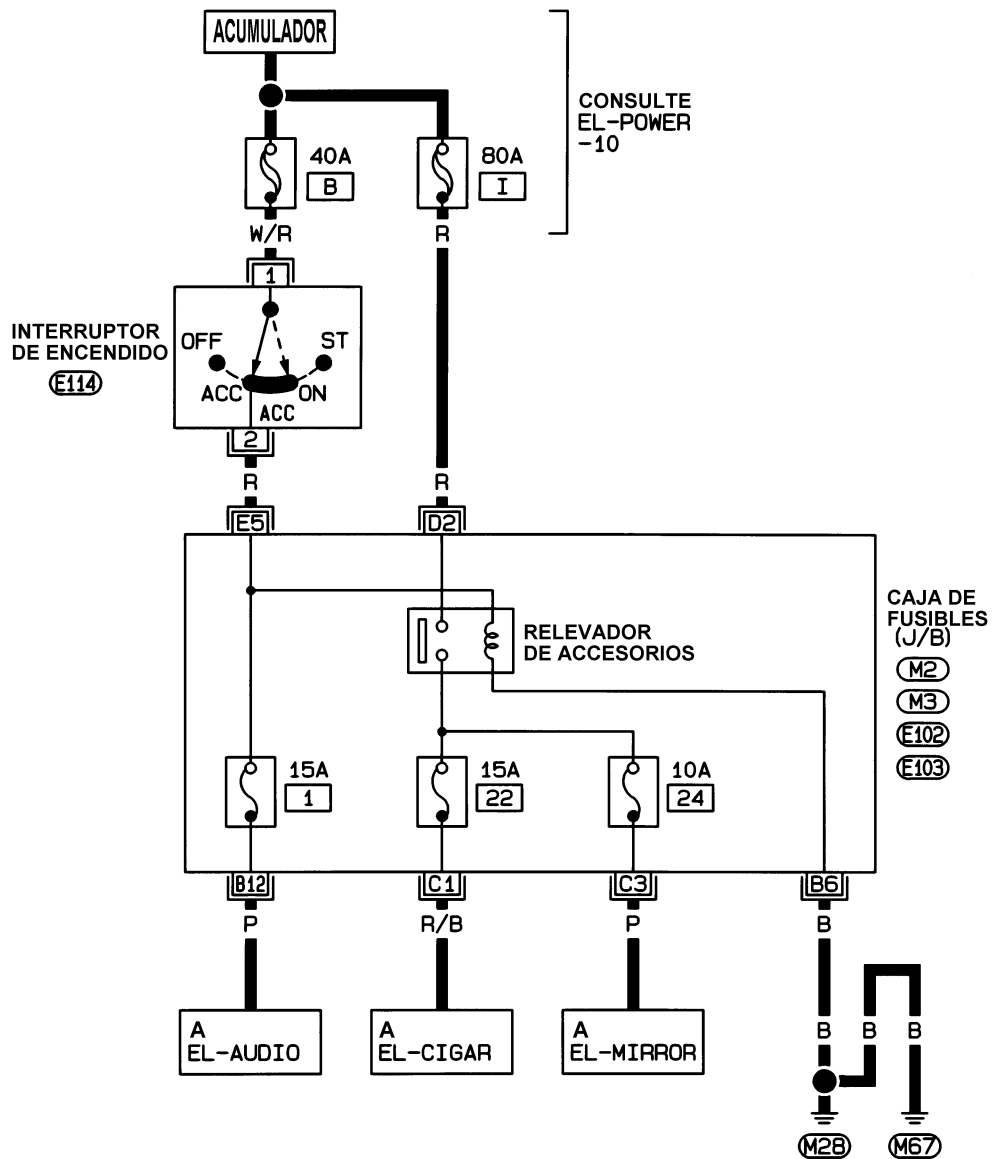 ACUMULADOR
CONSULTE
EL-POWER
-10
40A
B
80A
I
W/R
R
1
INTERRUPTOR
DE ENCENDIDO
E114
OFF
ST
ACC
ON
ACC
2
R
R
E5
D2
CAJA DE
FUSIBLES
(J/B)
M2
M3
E102
E103
RELEVADOR
DE ACCESORIOS
15A
1
15A
22
10A
24
B12
C1
C3
B6
P
R/B
P
B
A
EL-AUDIO
A
EL-CIGAR
A
EL-MIRROR
B
B
B
M28
M67